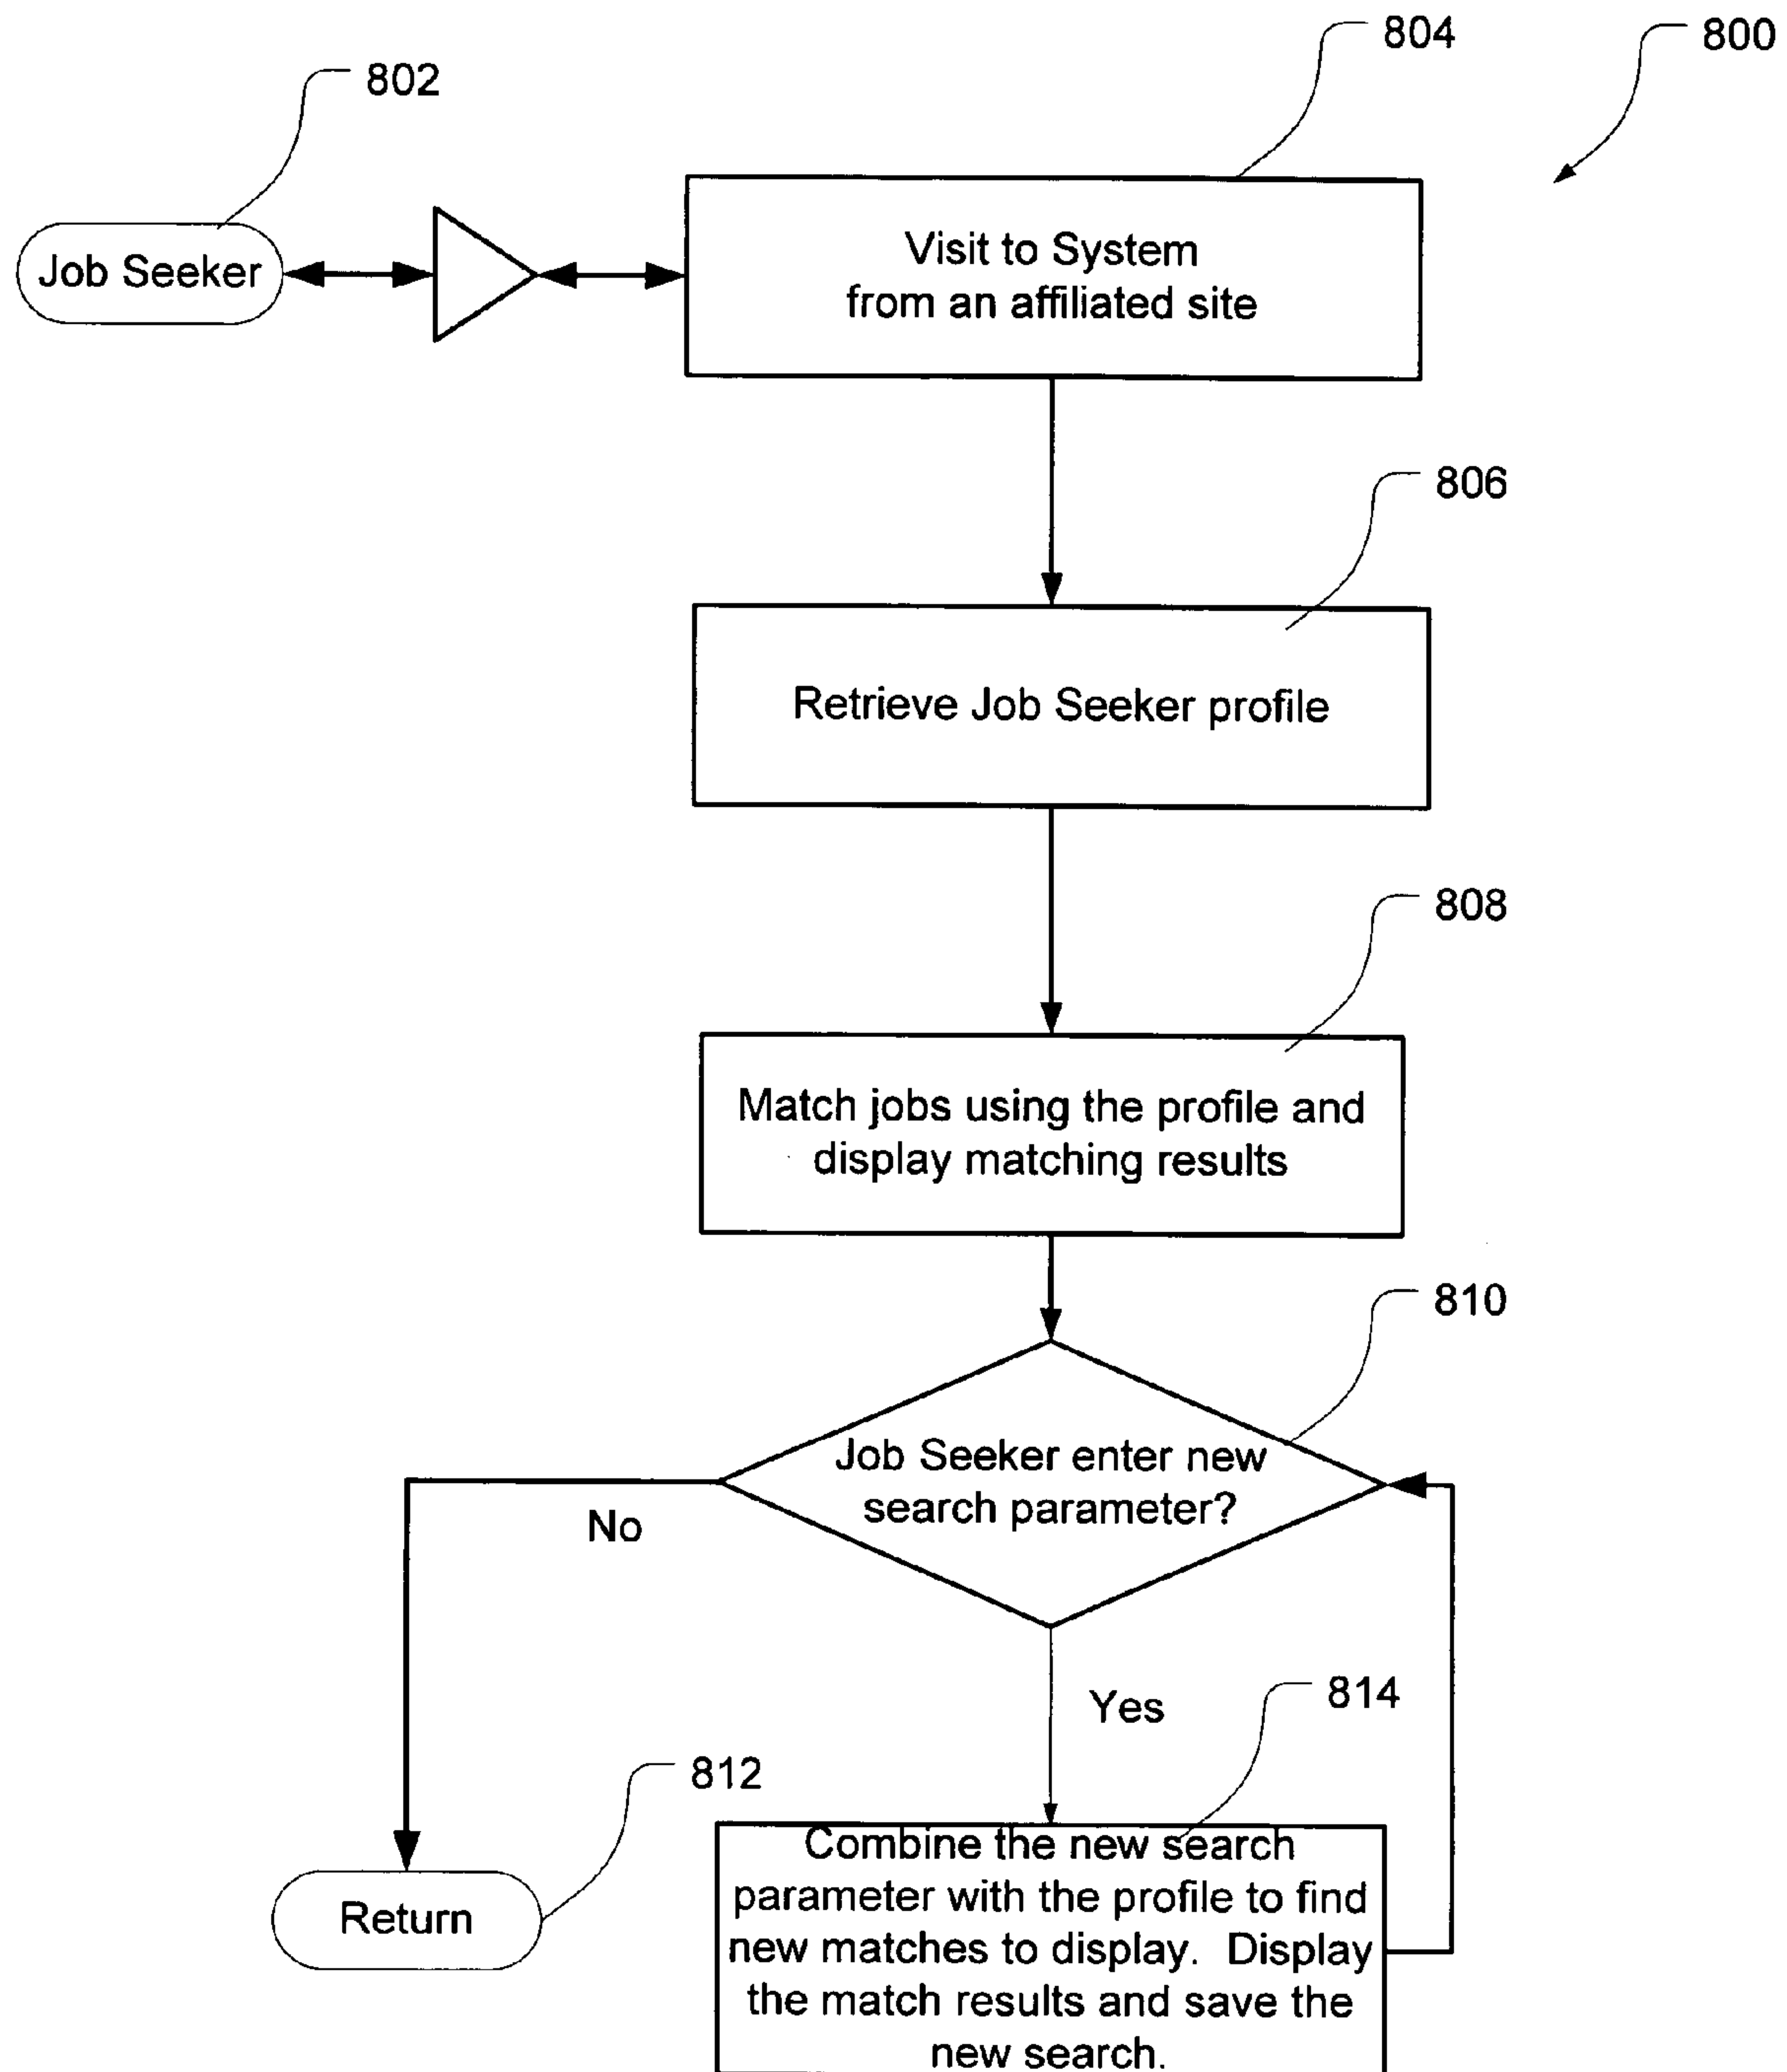 804
800
802
Job Seeker
Visit to System
from an affiliated site
806
Retrieve Job Seeker profile
808
Match jobs using the profile and
display matching results
810
Job Seeker enter new
search parameter?
No
Yes
814
812
Return
Combine the new search
parameter with the profile to find
new matches to display.  Display
the match results and save the
new search.